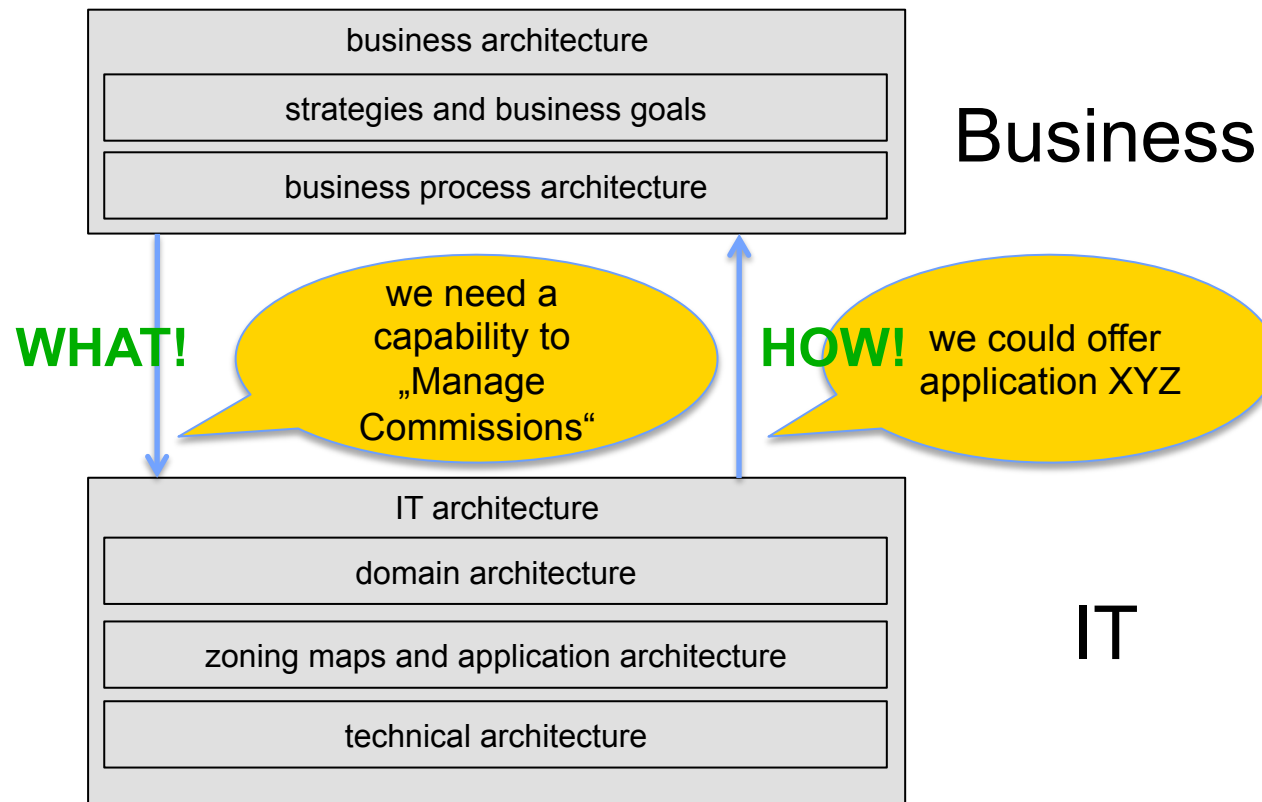 business architecture
strategies and business goals
business process architecture
Business
WHAT!
we need a
capability to
„Manage
Commissions“
HOW!
we could offer
application XYZ
IT architecture
domain architecture
zoning maps and application architecture
technical architecture
IT